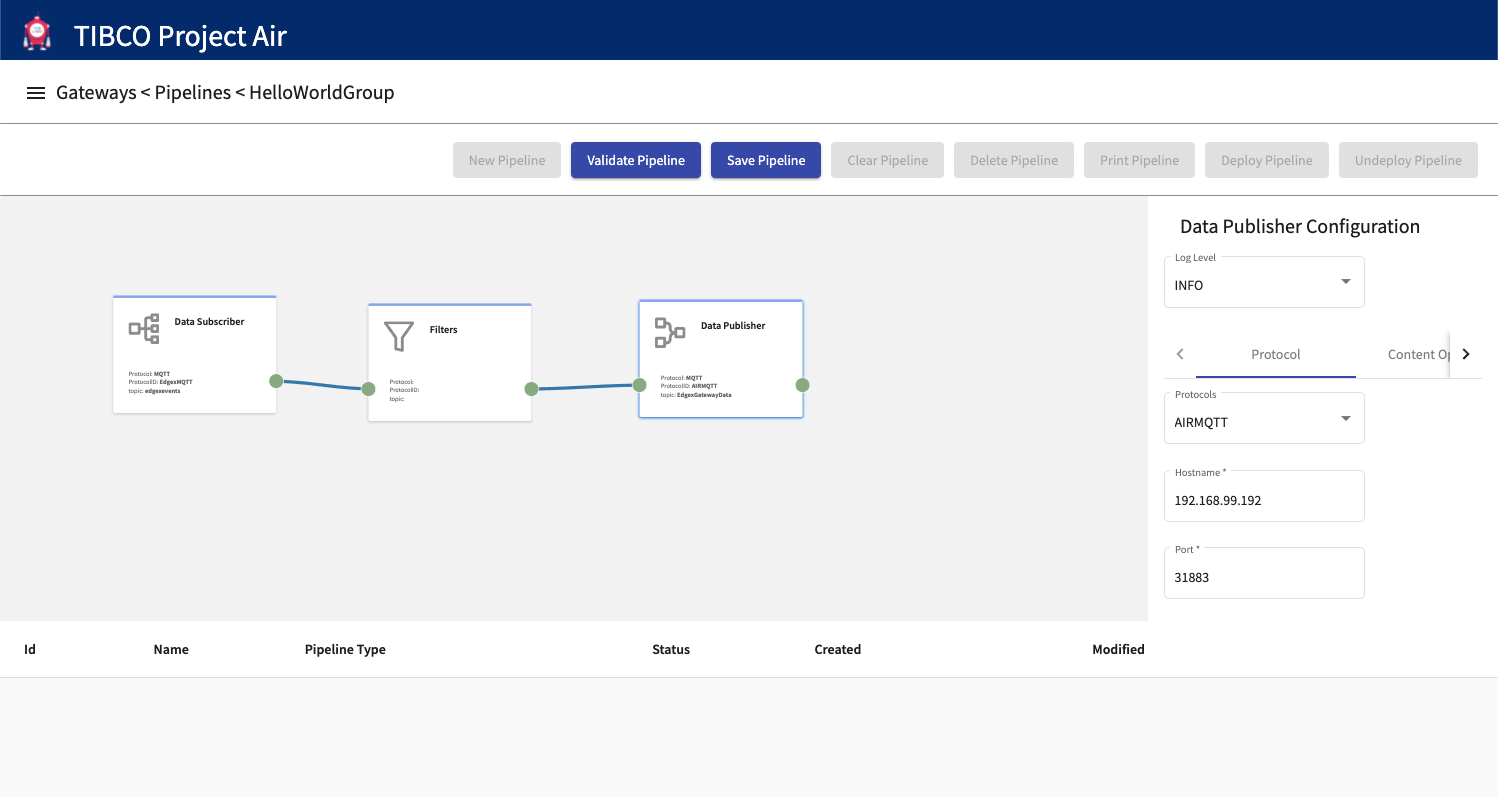 TIBCO Project Air
Gateways < Pipelines < HelloWorldGroup
New Pipeline
Validate Pipeline
Save Pipeline
Clear Pipeline
Delete Pipeline
Print Pipeline
Deploy Pipeline
Undeploy Pipeline
Data Subscriber
Protocol: MQTT
ProtocolID: EdgexMQTT
topic: edgexevents
Filters
Protocol:
ProtocolID:
topic:
Data Publisher
Protocol: MQTT
ProtocolID: AIRMQTT
topic: EdgexGatewayData
Data Publisher Configuration
Log Level
INFO
Protocol
Content Op
Protocols
AIRMQTT
Hostname *
192.168.99.192
Port *
31883
Id
Name
Pipeline Type
Status
Created
Modified